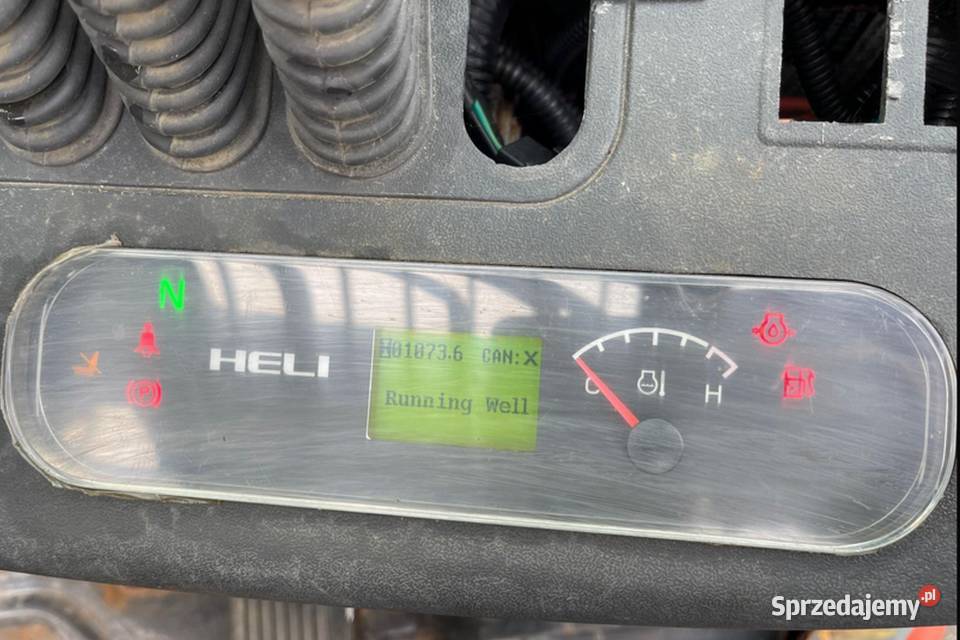 N
HELI
H01073.6 CAN:X
Running Well
C
H
P
Sprzedajemy.pl